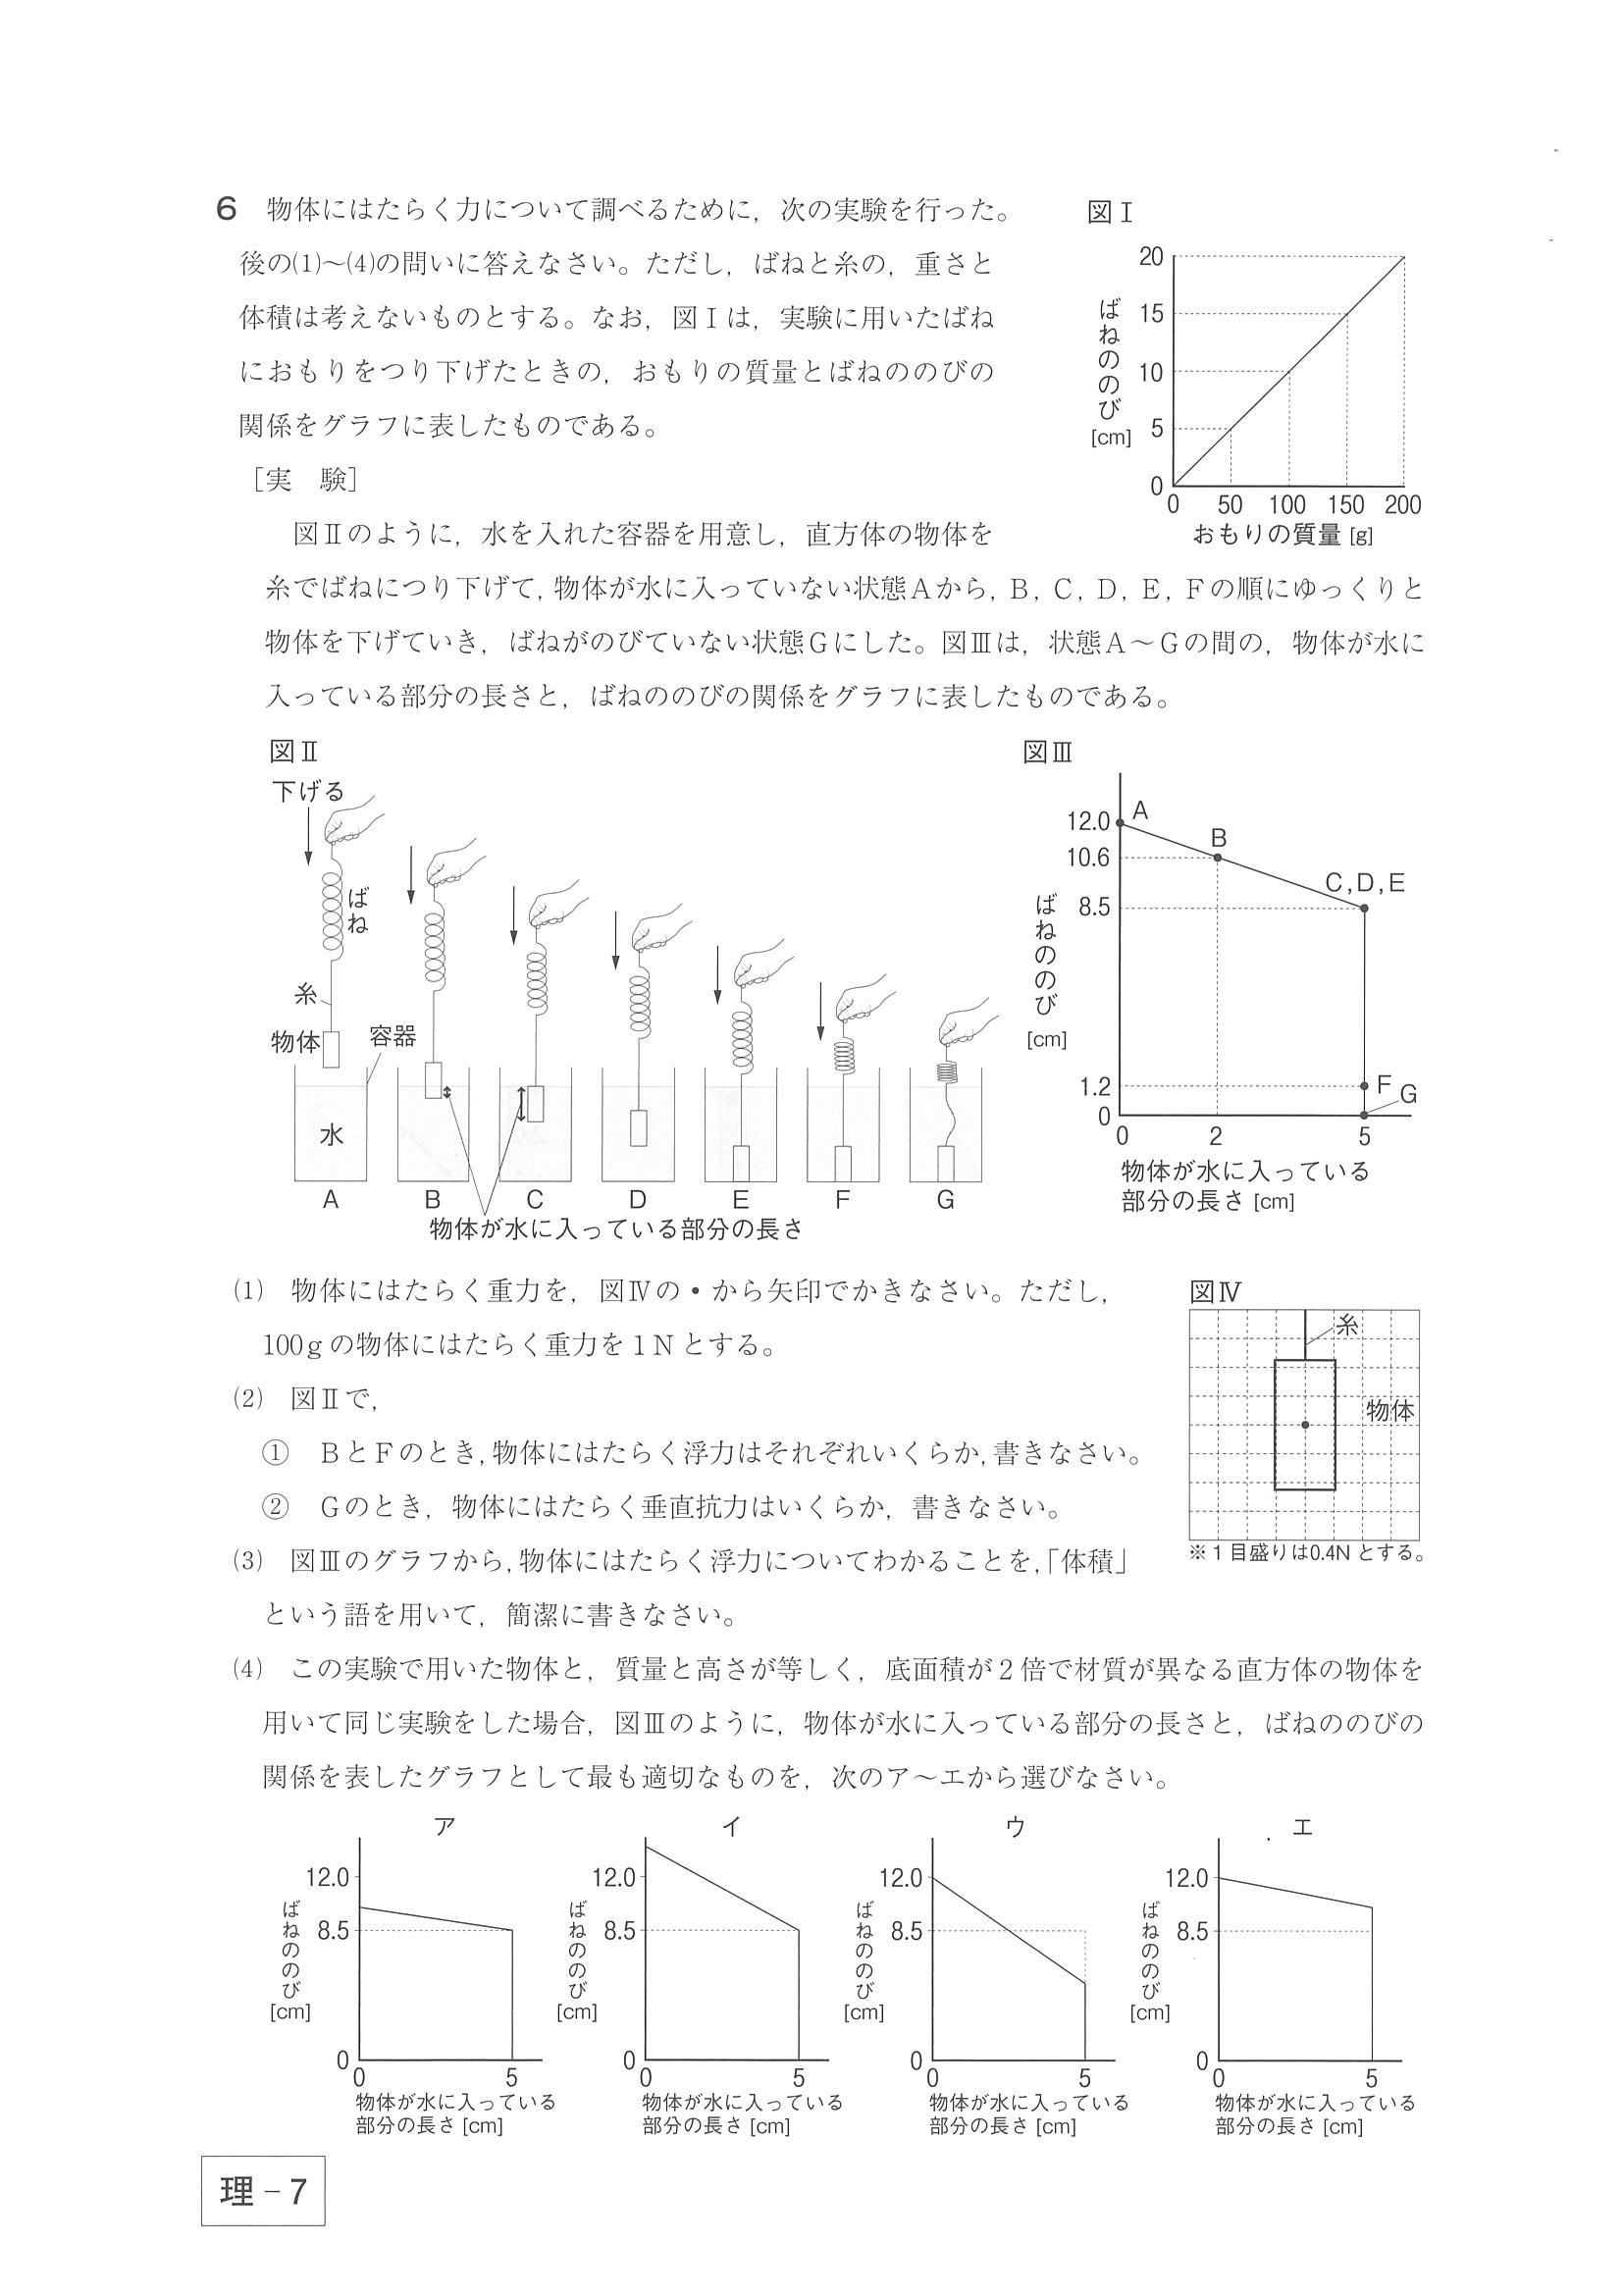 6 物体にはたらく力について調べるために，次の実験を行った。
後の⑴～⑷の問いに答えなさい。ただし，ばねと糸の，重さと
体積は考えないものとする。なお，図Ⅰは，実験に用いたばね
におもりをつり下げたときの，おもりの質量とばねののびの
関係をグラフに表したものである。
図Ⅰ
ばねののび
[cm]
20
15
10
5
0
0 50 100 150 200
おもりの質量 [g]
［実 験］
図Ⅱのように，水を入れた容器を用意し，直方体の物体を
糸でばねにつり下げて，物体が水に入っていない状態Ａから，Ｂ，Ｃ，Ｄ，Ｅ，Ｆの順にゆっくりと
物体を下げていき，ばねがのびていない状態Ｇにした。図Ⅲは，状態Ａ～Ｇの間の，物体が水に
入っている部分の長さと，ばねののびの関係をグラフに表したものである。
図Ⅱ
下げる
ばね
糸
物体
容器
水
A B C D E F G
物体が水に入っている部分の長さ
図Ⅲ
ばねののび
[cm]
12.0
10.6
8.5
1.2
0
A
B
C,D,E
F
G
0 2 5
物体が水に入っている
部分の長さ [cm]
⑴ 物体にはたらく重力を，図Ⅳの・から矢印でかきなさい。ただし，
100ｇの物体にはたらく重力を１Ｎとする。
⑵ 図Ⅱで，
① ＢとＦのとき，物体にはたらく浮力はそれぞれいくらか，書きなさい。
② Ｇのとき，物体にはたらく垂直抗力はいくらか，書きなさい。
⑶ 図Ⅲのグラフから，物体にはたらく浮力についてわかることを，「体積」
という語を用いて，簡潔に書きなさい。
図Ⅳ
糸
物体
※１目盛りは0.4Nとする。
⑷ この実験で用いた物体と，質量と高さが等しく，底面積が２倍で材質が異なる直方体の物体を
用いて同じ実験をした場合，図Ⅲのように，物体が水に入っている部分の長さと，ばねののびの
関係を表したグラフとして最も適切なものを，次のア～エから選びなさい。
ア
ばねののび
[cm]
12.0
8.5
0
0 5
物体が水に入っている
部分の長さ [cm]
イ
ばねののび
[cm]
12.0
8.5
0
0 5
物体が水に入っている
部分の長さ [cm]
ウ
ばねののび
[cm]
12.0
8.5
0
0 5
物体が水に入っている
部分の長さ [cm]
エ
ばねののび
[cm]
12.0
8.5
0
0 5
物体が水に入っている
部分の長さ [cm]
理－7